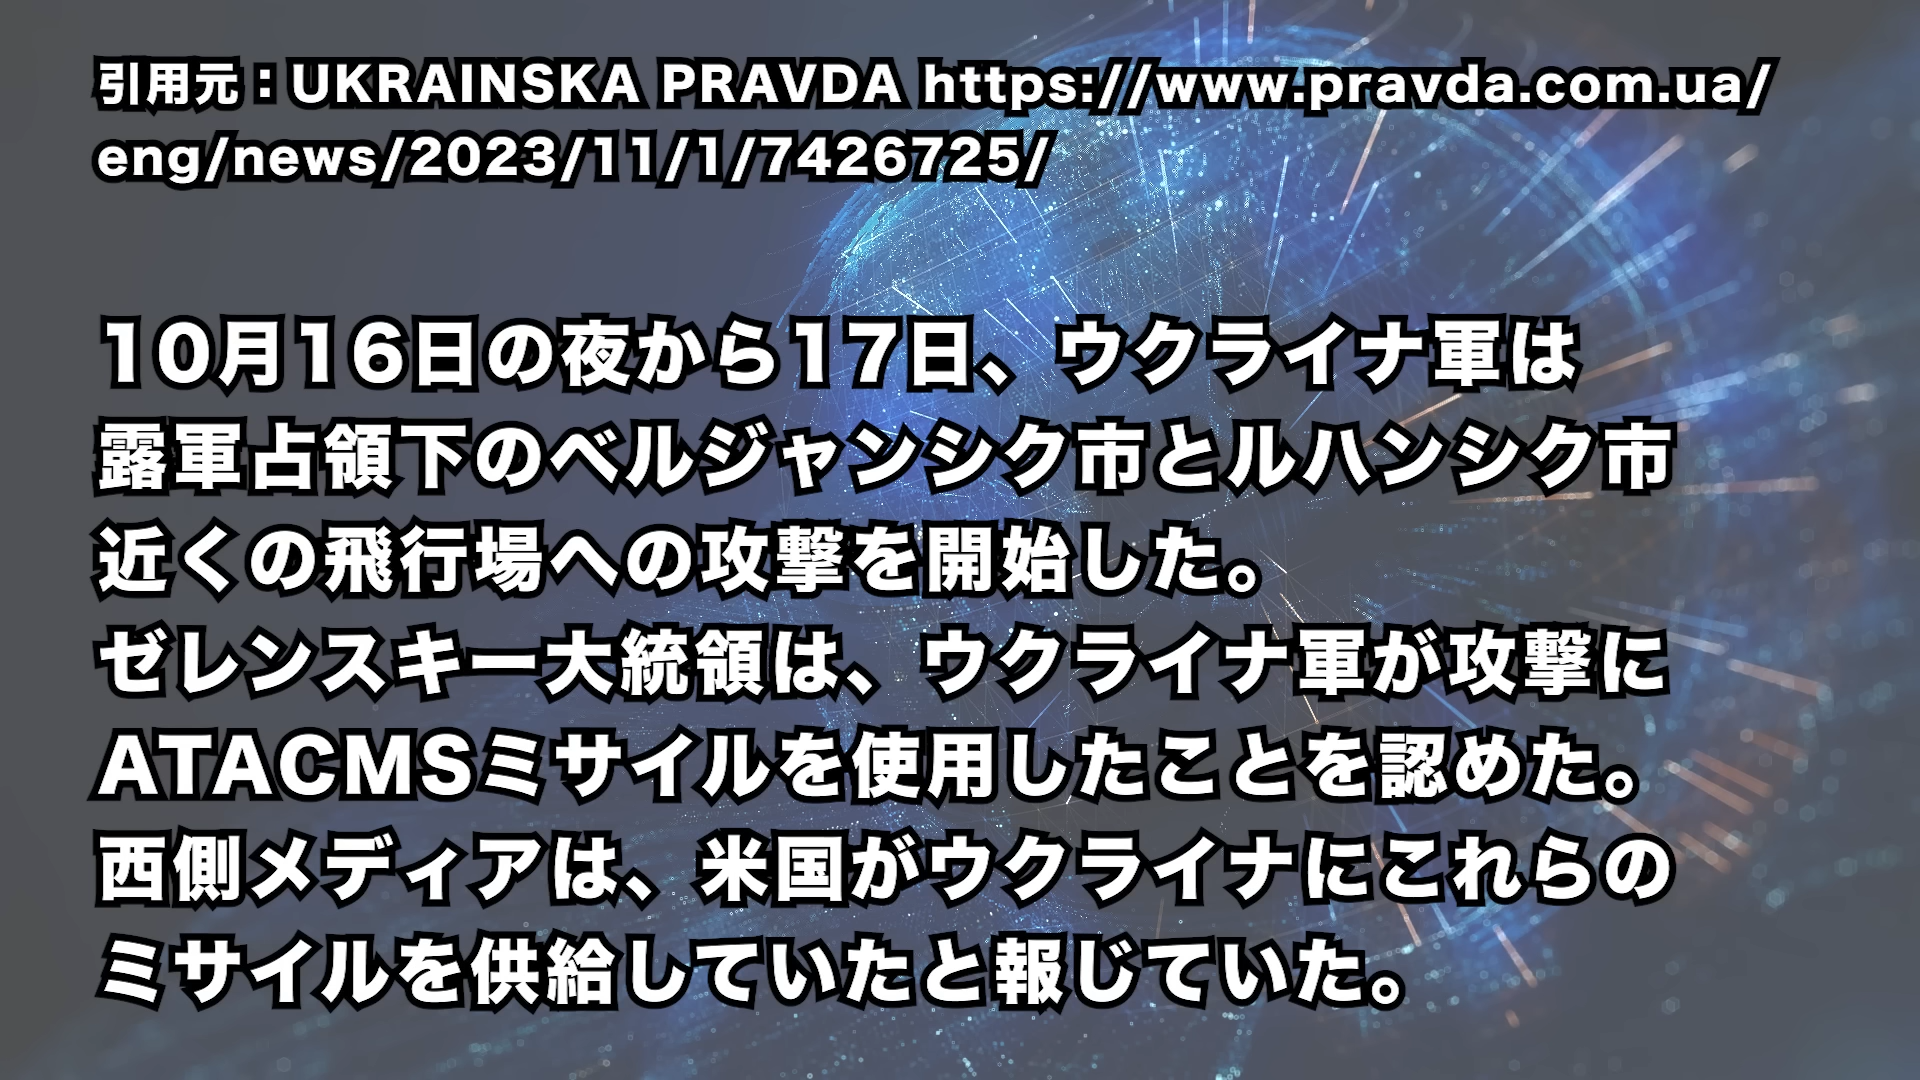 引用元：UKRAINSKA PRAVDA https://www.pravda.com.ua/
eng/news/2023/11/1/7426725/
10月16日の夜から17日、ウクライナ軍は
露軍占領下のベルジャンシク市とルハンシク市
近くの飛行場への攻撃を開始した。
ゼレンスキー大統領は、ウクライナ軍が攻撃に
ATACMSミサイルを使用したことを認めた。
西側メディアは、米国がウクライナにこれらの
ミサイルを供給していたと報じていた。